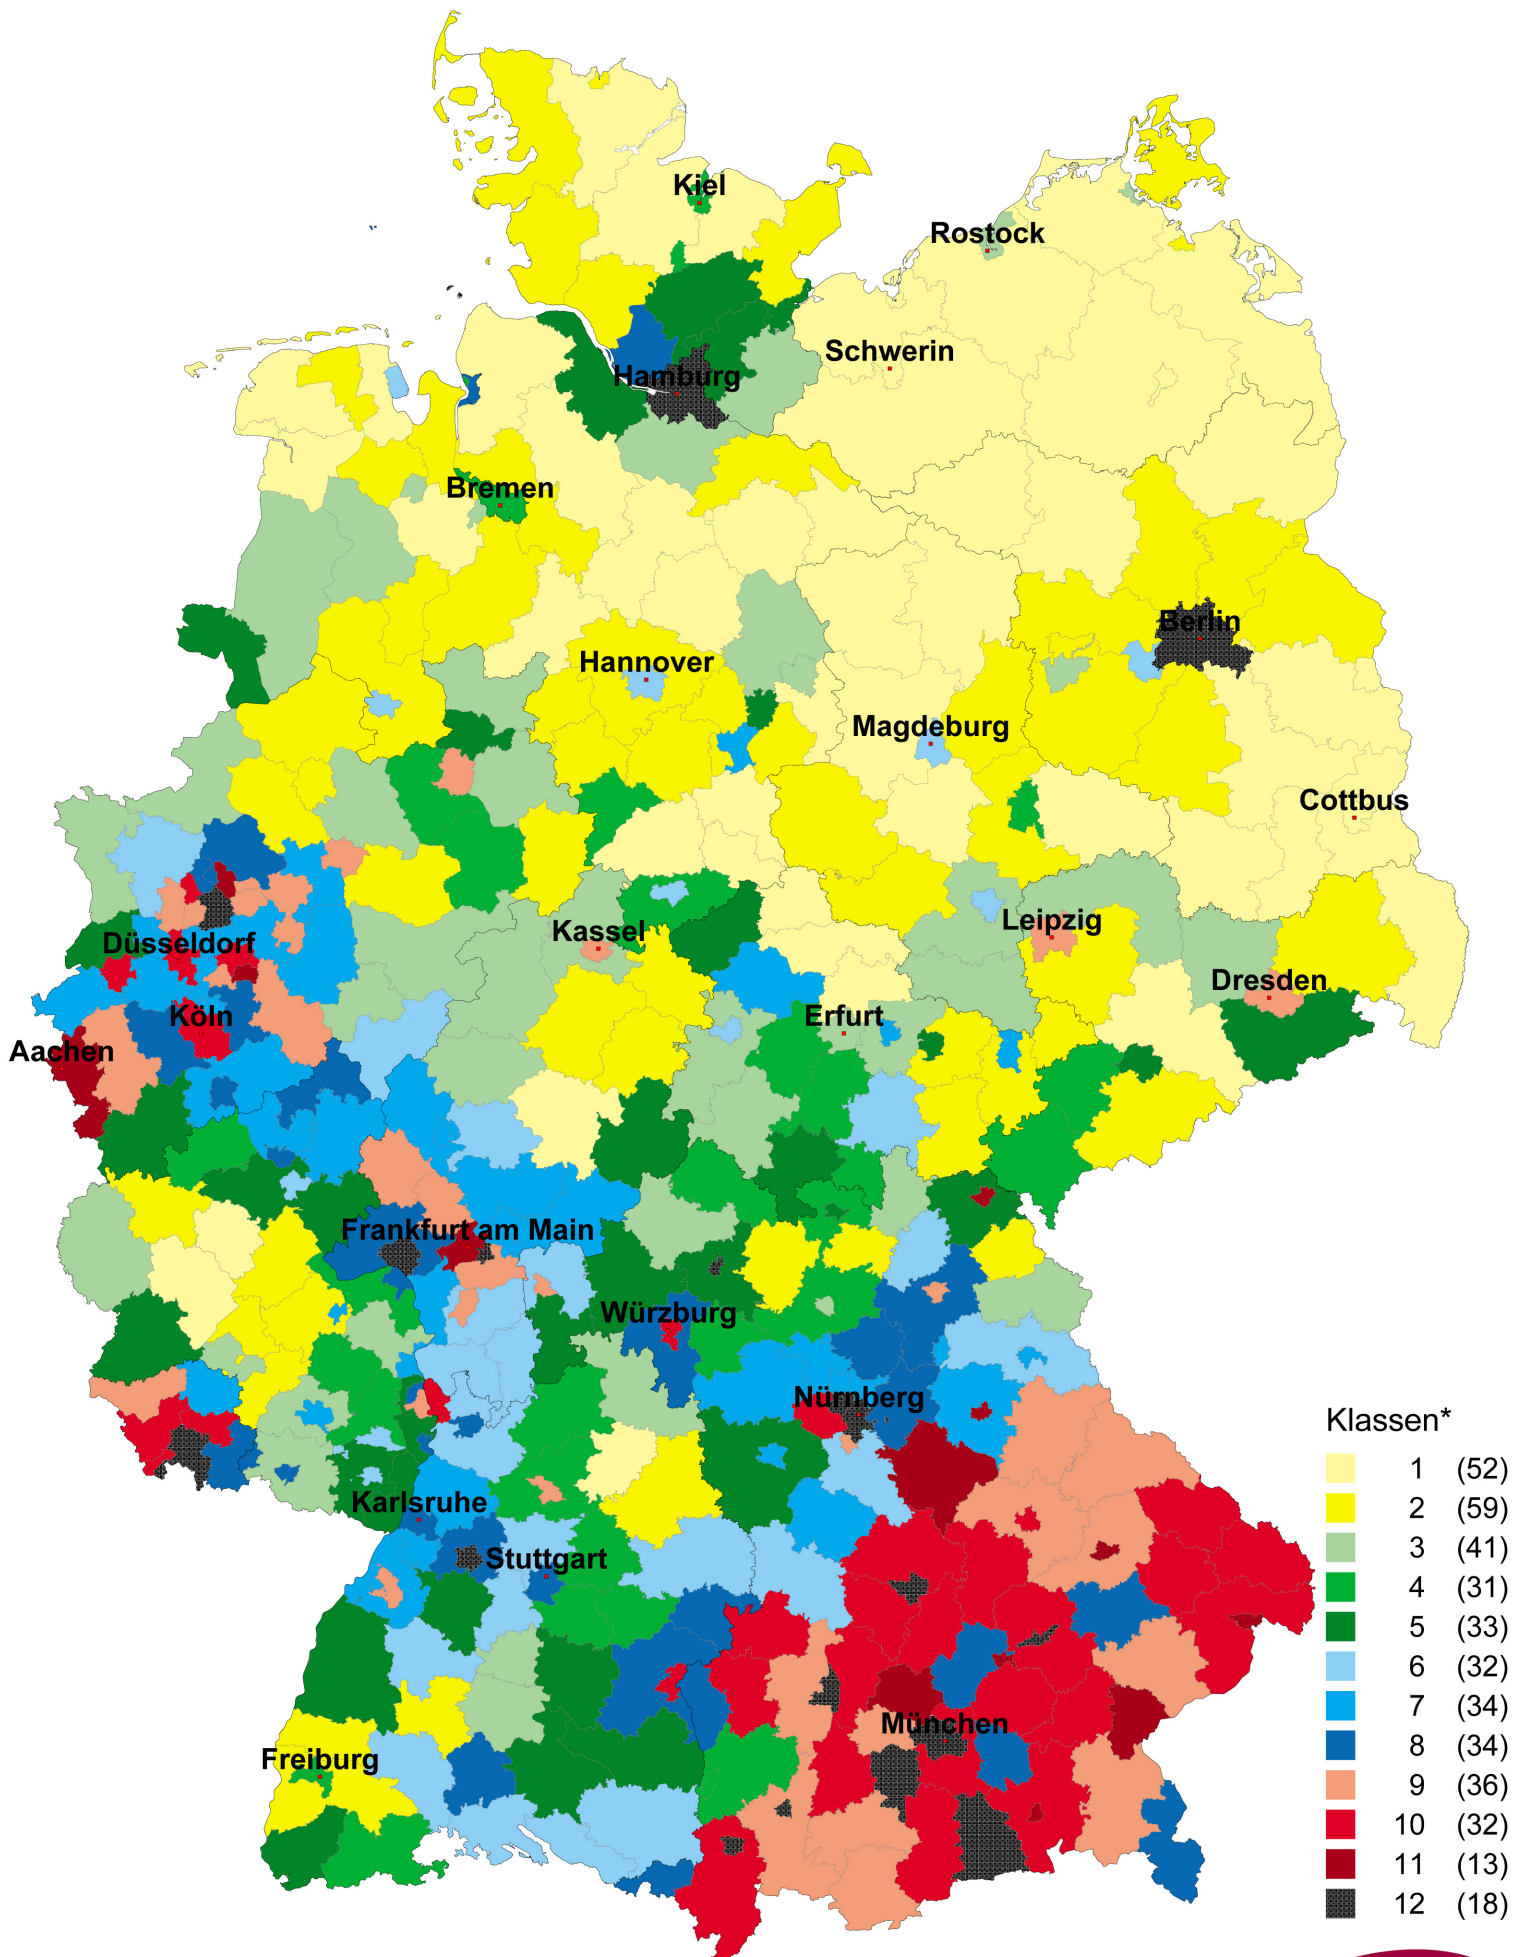 Kiel
Rostock
Schwerin
Hamburg
Bremen
Berlin
Hannover
Magdeburg
Cottbus
Leipzig
Kassel
Düsseldorf
Dresden
Köln
Erfurt
Aachen
Frankfurt am Main
Würzburg
Nürnberg
Karlsruhe
Stuttgart
München
Freiburg
Klassen*
1 (52)
2 (59)
3 (41)
4 (31)
5 (33)
6 (32)
7 (34)
8 (34)
9 (36)
10 (32)
11 (13)
12 (18)